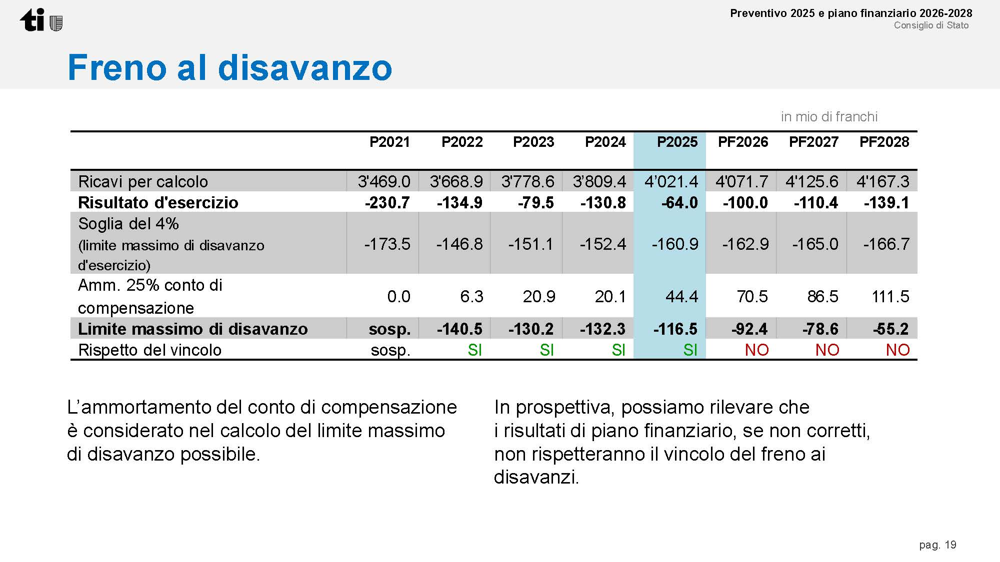 ti
Preventivo 2025 e piano finanziario 2026-2028
Consiglio di Stato
Freno al disavanzo
in mio di franchi
P2021 P2022 P2023 P2024 P2025 PF2026 PF2027 PF2028
Ricavi per calcolo 3'469.0 3'668.9 3'778.6 3’809.4 4’021.4 4'071.7 4'125.6 4'167.3
Risultato d'esercizio -230.7 -134.9 -79.5 -130.8 -64.0 -100.0 -110.4 -139.1
Soglia del 4%
(limite massimo di disavanzo -173.5 -146.8 -151.1 -152.4 -160.9 -162.9 -165.0 -166.7
d'esercizio)
Amm. 25% conto di
compensazione 0.0 6.3 20.9 20.1 44.4 70.5 86.5 111.5
Limite massimo di disavanzo sosp. -140.5 -130.2 -132.3 -116.5 -92.4 -78.6 -55.2
Rispetto del vincolo sosp. SI SI SI SI NO NO NO
L’ammortamento del conto di compensazione
è considerato nel calcolo del limite massimo
di disavanzo possibile.
In prospettiva, possiamo rilevare che
i risultati di piano finanziario, se non corretti,
non rispetteranno il vincolo del freno ai
disavanzi.
pag. 19